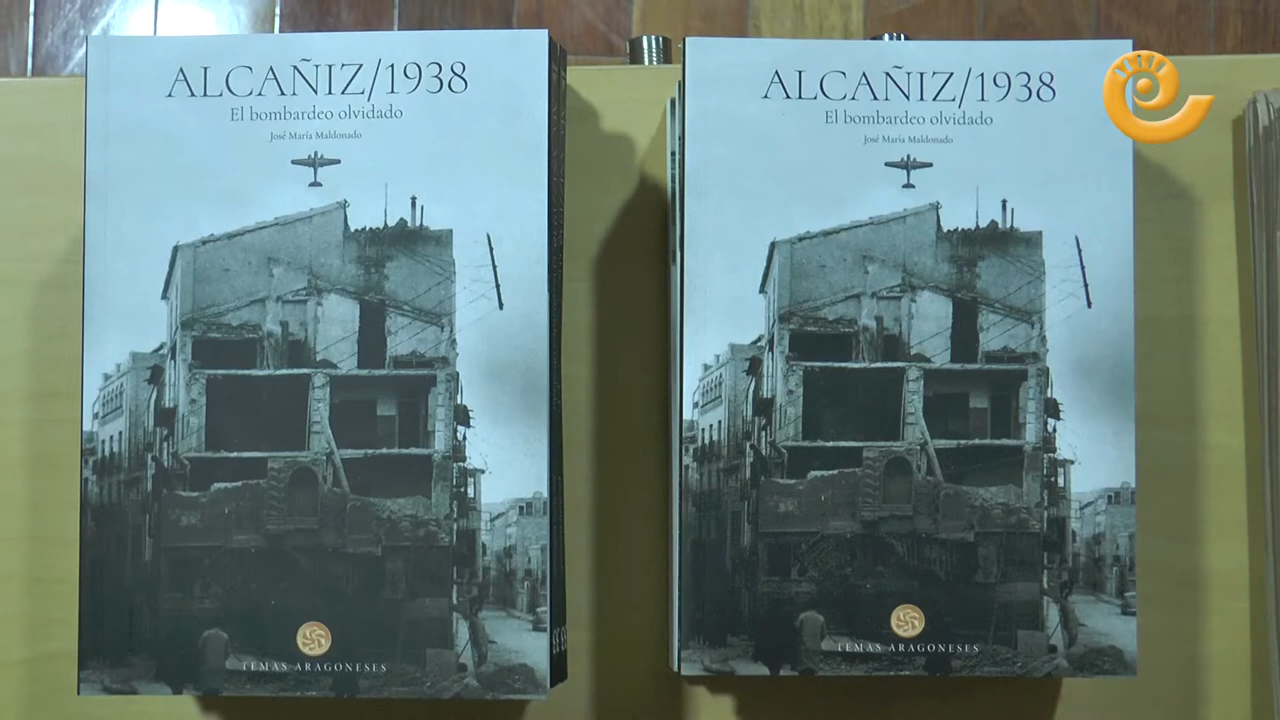 ALCAÑIZ/1938
El bombardeo olvidado
José María Maldonado
TEMAS ARAGONESES
33
ALCAÑIZ/1938
El bombardeo olvidado
José María Maldonado
TEMAS ARAGONESES